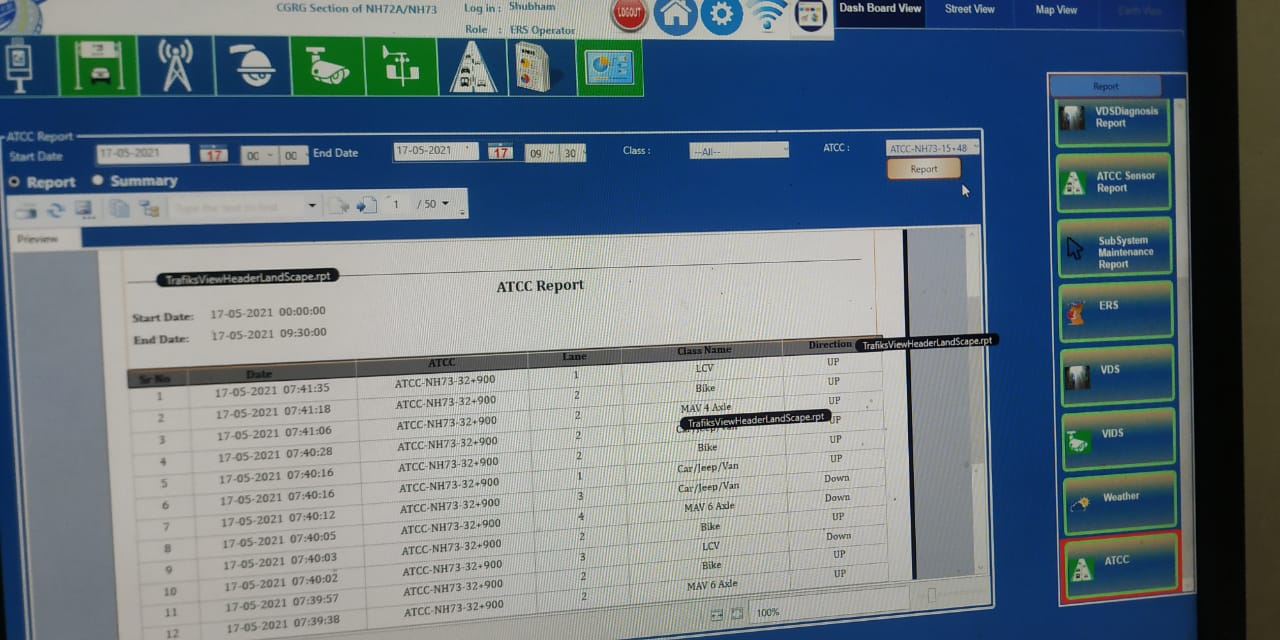 CGRG Section of NH72A/NH73
Log in : Shubham
Role : ERS Operator
LOGOUT
Dash Board View
Street View
Map View
ATCC Report
Start Date 17-05-2021 17 00 00 End Date 17-05-2021 17 09 30 Class : --All-- ATCC : ATCC-NH73-15+48
Report
Report Summary
1 / 50
Preview
TrafiksViewHeaderLandScape.rpt
ATCC Report
Start Date: 17-05-2021 00:00:00
End Date: 17-05-2021 09:30:00
Sr No Date ATCC Lane Class Name Direction
TrafiksViewHeaderLandScape.rpt
1 17-05-2021 07:41:35 ATCC-NH73-32+900 1 LCV UP
2 17-05-2021 07:41:18 ATCC-NH73-32+900 2 Bike UP
3 17-05-2021 07:41:06 ATCC-NH73-32+900 2 MAV 4 Axle UP
TrafiksViewHeaderLandScape.rpt
4 17-05-2021 07:40:28 ATCC-NH73-32+900 2 Car/Jeep/Van UP
5 17-05-2021 07:40:16 ATCC-NH73-32+900 2 Bike UP
6 17-05-2021 07:40:16 ATCC-NH73-32+900 1 Car/Jeep/Van UP
7 17-05-2021 07:40:12 ATCC-NH73-32+900 3 Car/Jeep/Van Down
8 17-05-2021 07:40:05 ATCC-NH73-32+900 4 MAV 6 Axle Down
9 17-05-2021 07:40:03 ATCC-NH73-32+900 2 Bike UP
10 17-05-2021 07:40:02 ATCC-NH73-32+900 3 LCV Down
11 17-05-2021 07:39:57 ATCC-NH73-32+900 2 Bike UP
12 17-05-2021 07:39:38 ATCC-NH73-32+900 2 MAV 6 Axle UP
100%
Report
VDSDiagnosis
Report
ATCC Sensor
Report
SubSystem
Maintenance
Report
ERS
VDS
VIDS
Weather
ATCC